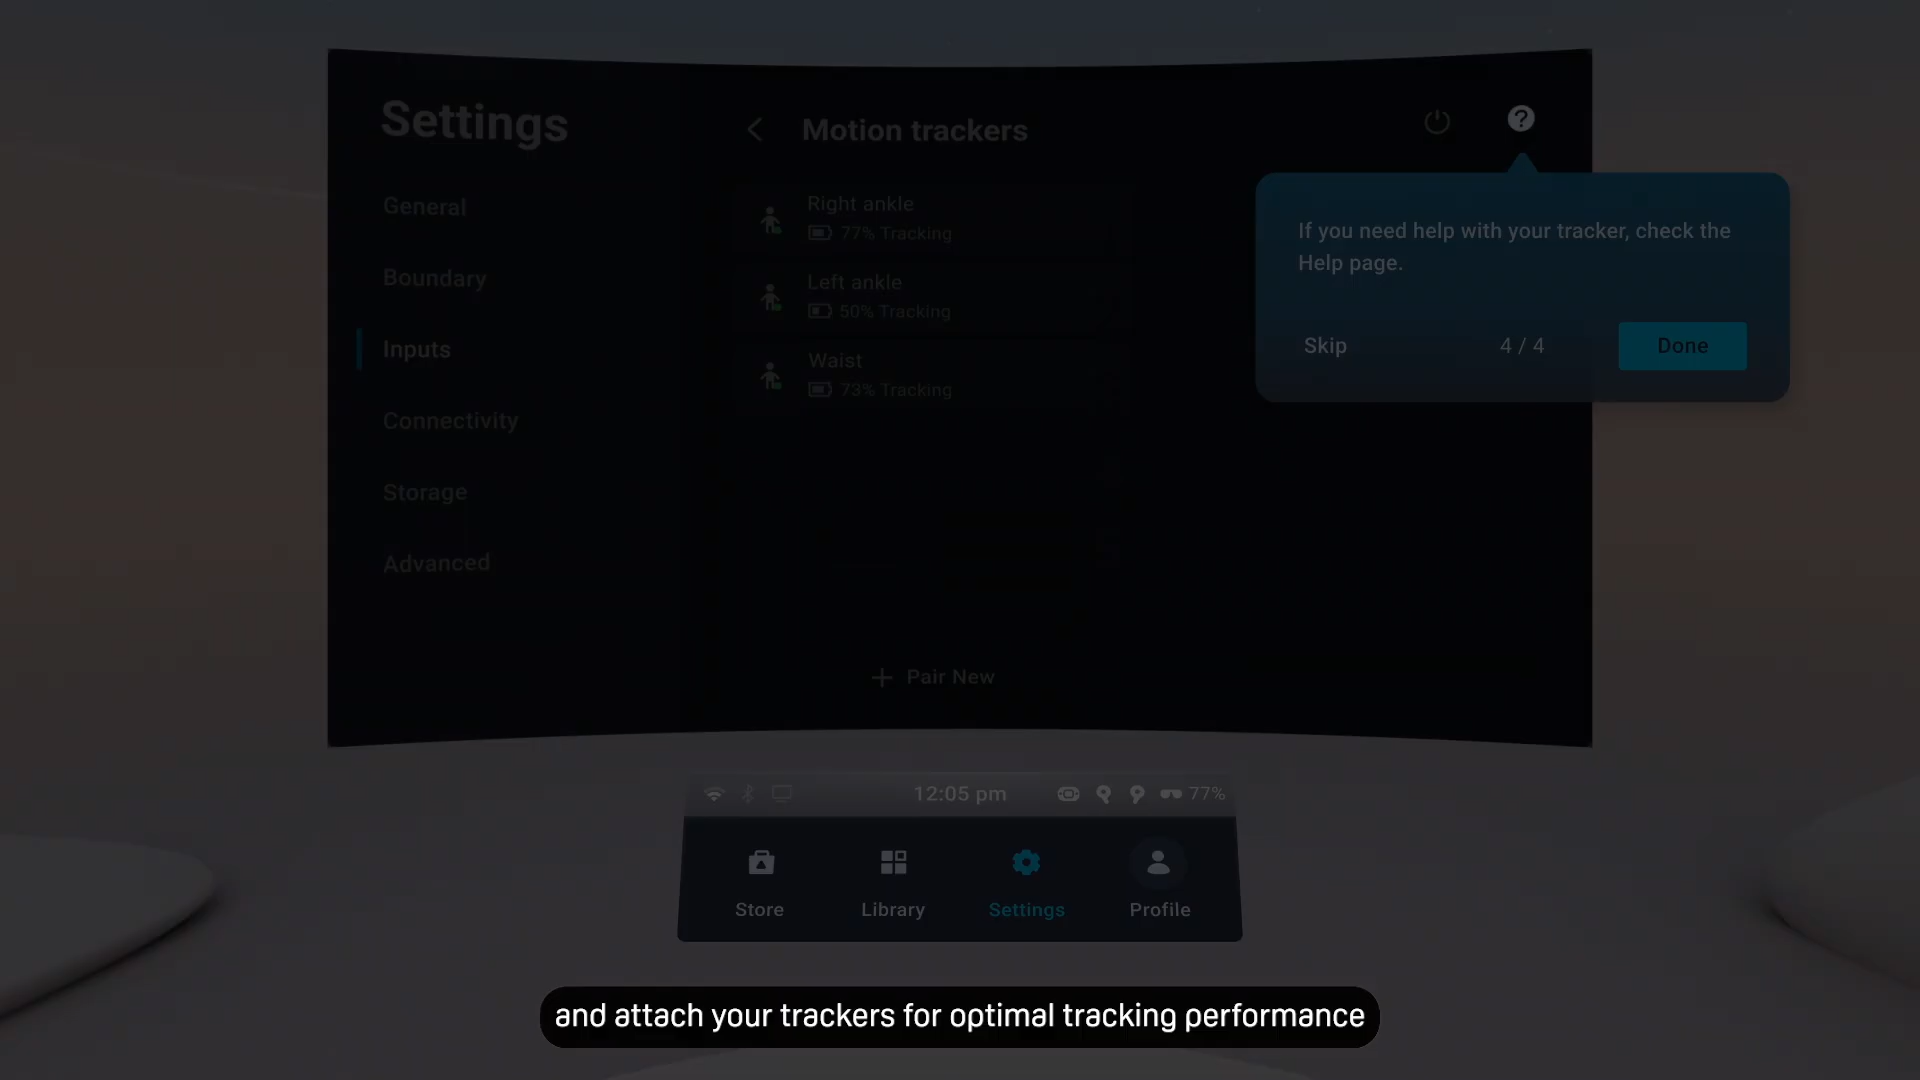 Settings
General
Boundary
Inputs
Connectivity
Storage
Advanced
Motion trackers
Right ankle
77% Tracking
Left ankle
50% Tracking
Waist
73% Tracking
+ Pair New
?
If you need help with your tracker, check the
Help page.
Skip
4 / 4
Done
12:05 pm
77%
Store
Library
Settings
Profile
and attach your trackers for optimal tracking performance